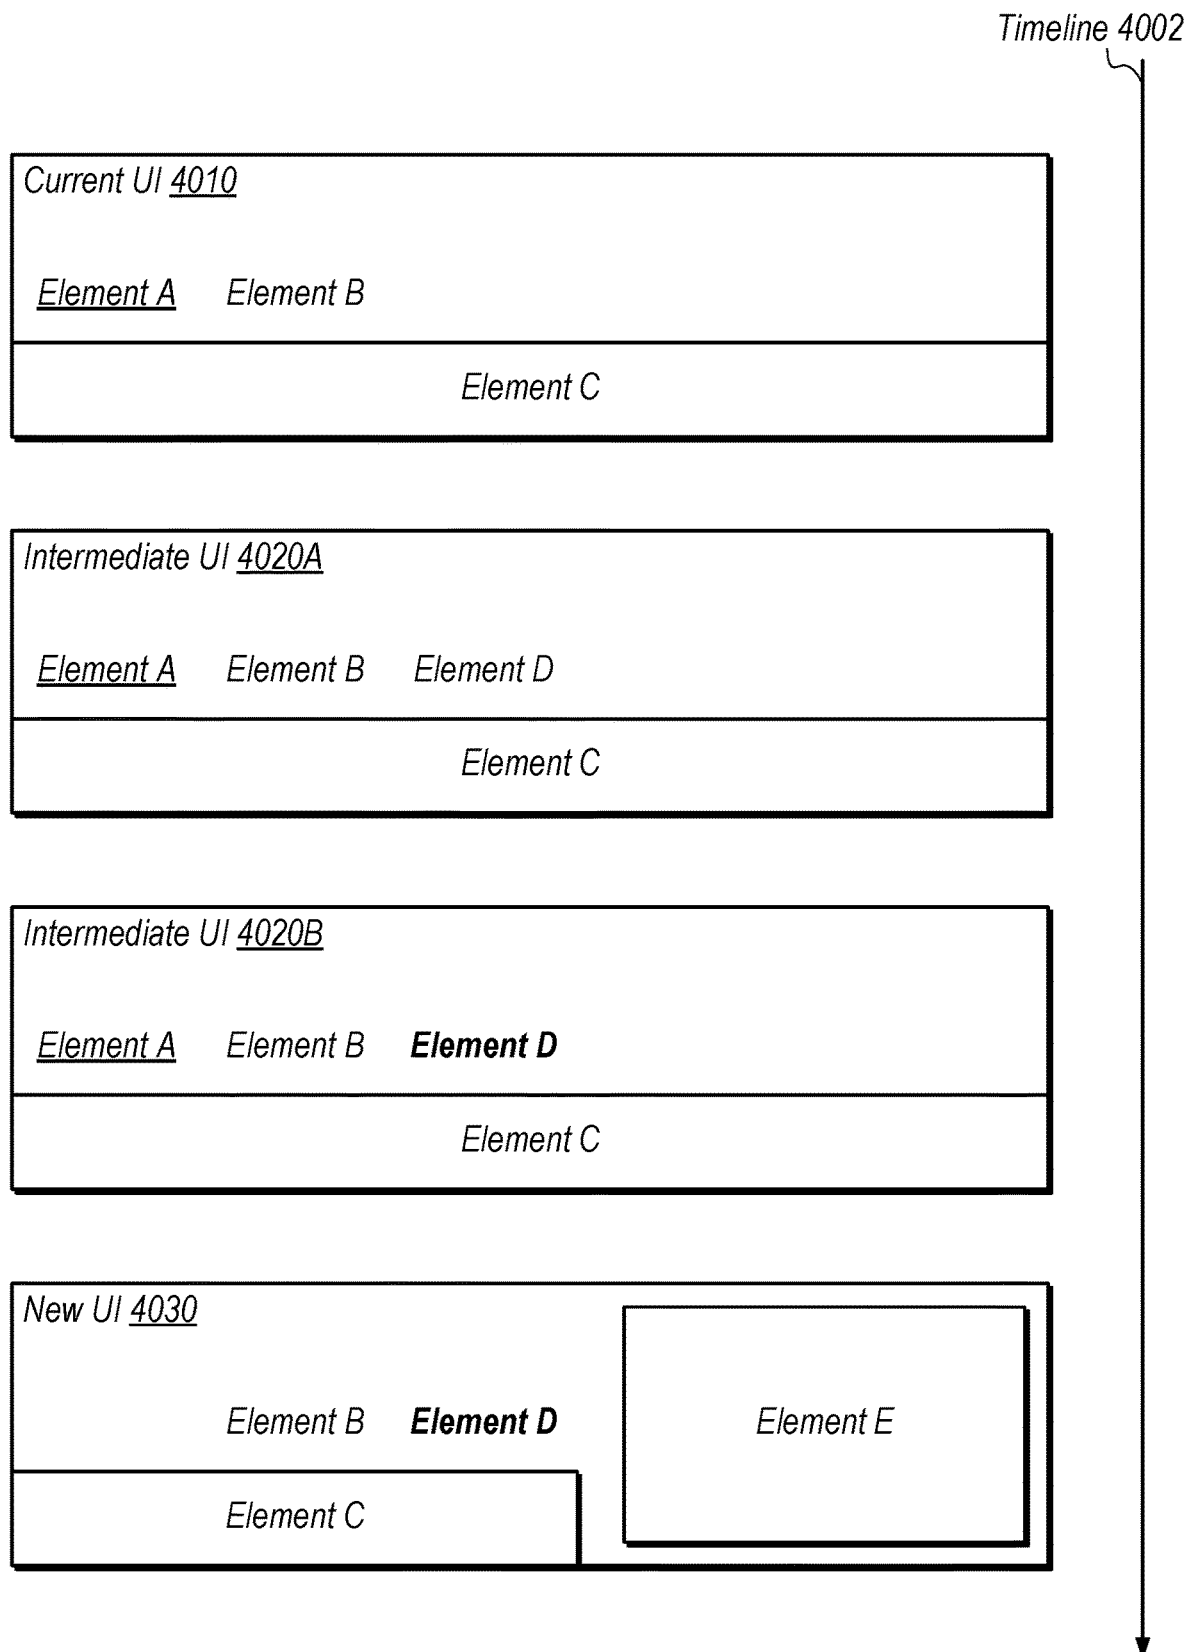 Timeline 4002
Current UI 4010
Element A Element B
Element C
Intermediate UI 4020A
Element A Element B Element D
Element C
Intermediate UI 4020B
Element A Element B Element D
Element C
New UI 4030
Element B Element D Element E
Element C